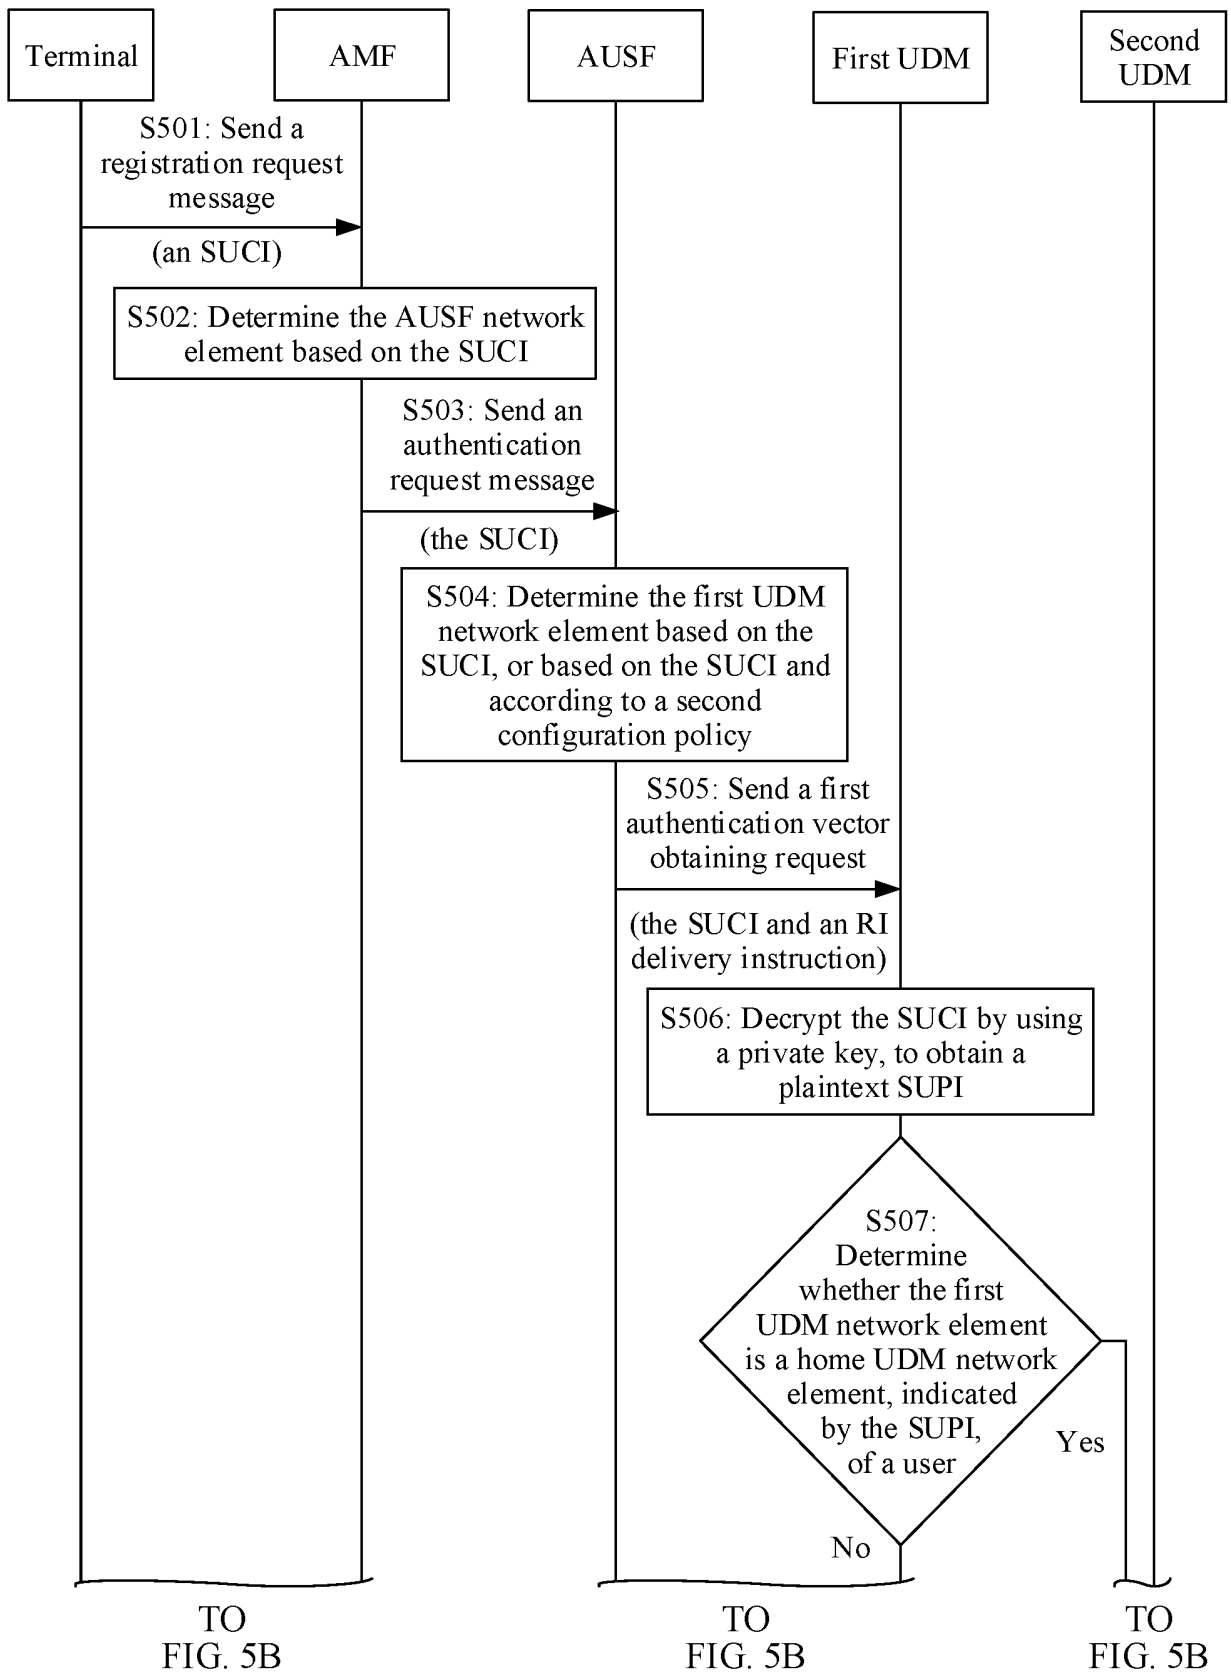 Terminal
AMF
AUSF
First UDM
Second
UDM
S501: Send a
registration request
message
(an SUCI)
S502: Determine the AUSF network
element based on the SUCI
S503: Send an
authentication
request message
(the SUCI)
S504: Determine the first UDM
network element based on the
SUCI, or based on the SUCI and
according to a second
configuration policy
S505: Send a first
authentication vector
obtaining request
(the SUCI and an RI
delivery instruction)
S506: Decrypt the SUCI by using
a private key, to obtain a
plaintext SUPI
S507:
Determine
whether the first
UDM network element
is a home UDM network
element, indicated
by the SUPI,
of a user
Yes
No
TO
FIG. 5B
TO
FIG. 5B
TO
FIG. 5B